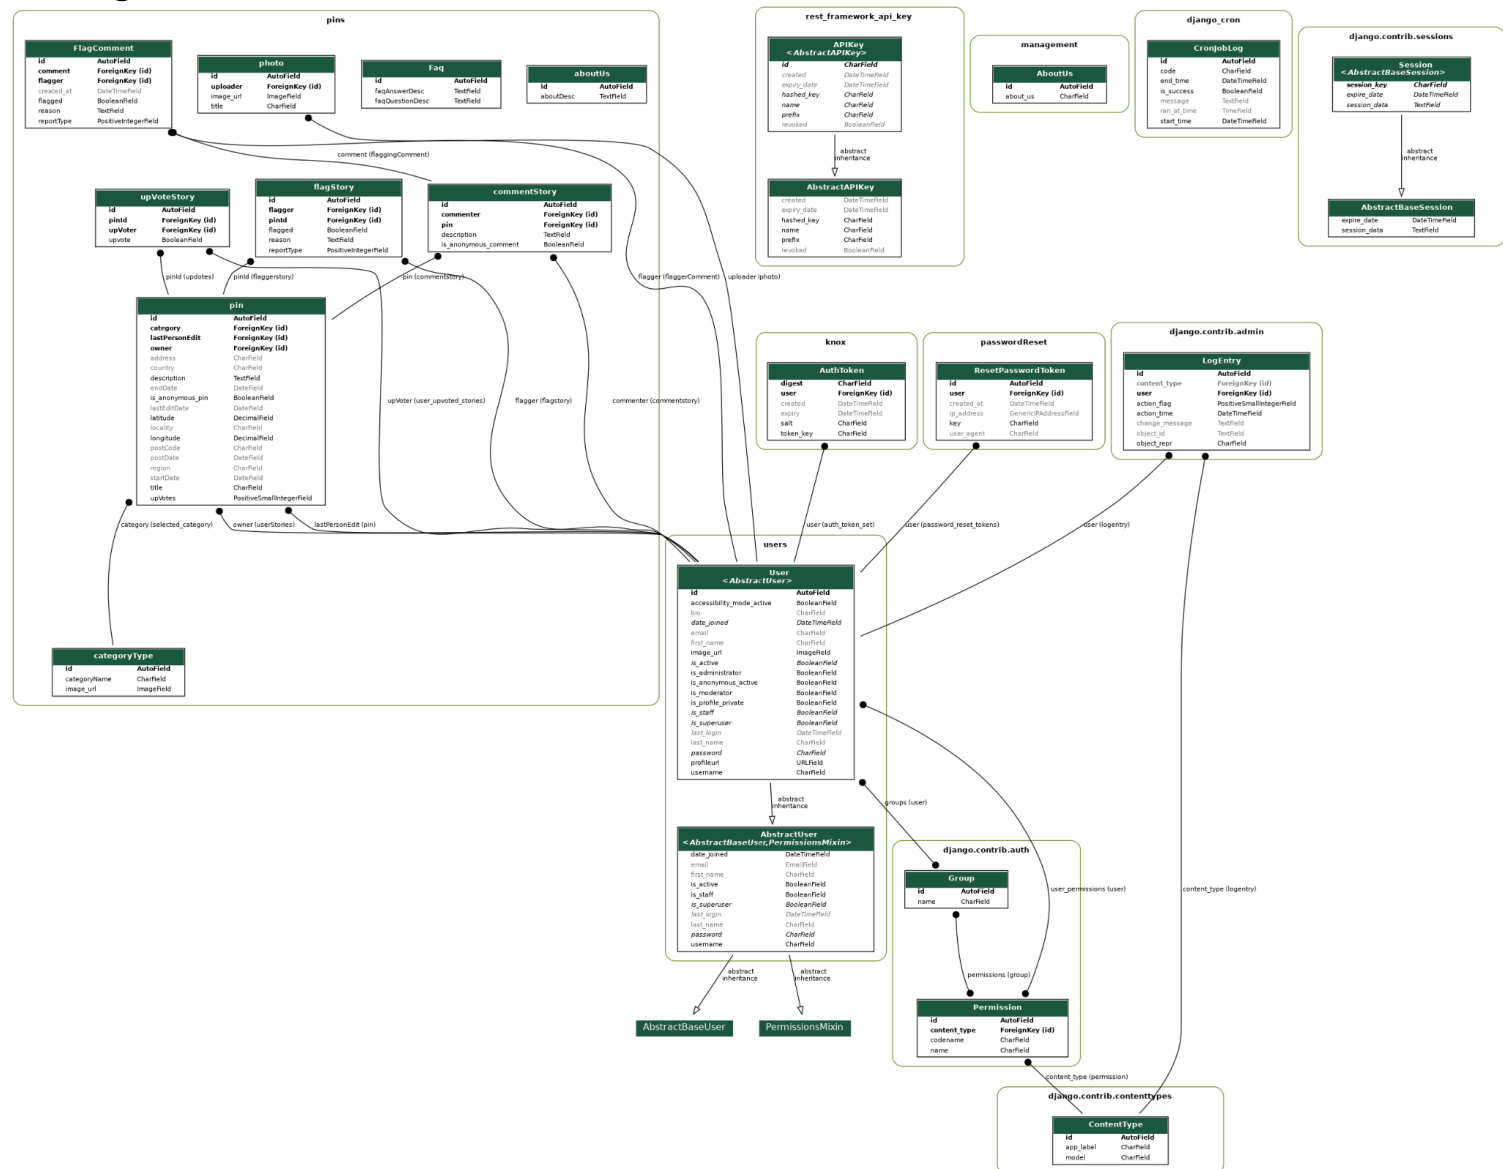 pins
FlagComment
id AutoField
comment ForeignKey (id)
flagger ForeignKey (id)
created_at DateTimeField
flagged BooleanField
reason TextField
reportType PositiveIntegerField
photo
id AutoField
uploader ForeignKey (id)
image_url ImageField
title CharField
Faq
id AutoField
faqAnswerDesc TextField
faqQuestionDesc TextField
aboutUs
id AutoField
aboutDesc TextField
comment (flaggingComment)
upVoteStory
id AutoField
pinId ForeignKey (id)
upVoter ForeignKey (id)
upvote BooleanField
flagStory
id AutoField
flagger ForeignKey (id)
pinId ForeignKey (id)
flagged BooleanField
reason TextField
reportType PositiveIntegerField
commentStory
id AutoField
commenter ForeignKey (id)
pin ForeignKey (id)
description TextField
is_anonymous_comment BooleanField
pinId (updotes)
pinId (flaggerstory)
pin (commentstory)
flagger (flaggerComment)
uploader (photo)
pin
id AutoField
category ForeignKey (id)
lastPersonEdit ForeignKey (id)
owner ForeignKey (id)
address CharField
country CharField
description TextField
endDate DateField
is_anonymous_pin BooleanField
lastEditDate DateField
latitude DecimalField
locality CharField
longitude DecimalField
postCode CharField
postDate DateField
region CharField
startDate DateField
title CharField
upVotes PositiveSmallIntegerField
upVoter (user_upvoted_stories)
flagger (flagstory)
commenter (commentstory)
category (selected_category)
owner (userStories)
lastPersonEdit (pin)
categoryType
id AutoField
categoryName CharField
image_url ImageField
rest_framework_api_key
APIKey
<AbstractAPIKey>
id CharField
created DateTimeField
expiry_date DateTimeField
hashed_key CharField
name CharField
prefix CharField
revoked BooleanField
abstract
inheritance
AbstractAPIKey
created DateTimeField
expiry_date DateTimeField
hashed_key CharField
name CharField
prefix CharField
revoked BooleanField
management
AboutUs
id AutoField
about_us CharField
django_cron
CronJobLog
id AutoField
code CharField
end_time DateTimeField
is_success BooleanField
message TextField
ran_at_time TimeField
start_time DateTimeField
django.contrib.sessions
Session
<AbstractBaseSession>
session_key CharField
expire_date DateTimeField
session_data TextField
abstract
inheritance
AbstractBaseSession
expire_date DateTimeField
session_data TextField
knox
AuthToken
digest CharField
user ForeignKey (id)
created DateTimeField
expiry DateTimeField
salt CharField
token_key CharField
passwordReset
ResetPasswordToken
id AutoField
user ForeignKey (id)
created_at DateTimeField
ip_address GenericIPAddressField
key CharField
user_agent CharField
django.contrib.admin
LogEntry
id AutoField
content_type ForeignKey (id)
user ForeignKey (id)
action_flag PositiveSmallIntegerField
action_time DateTimeField
change_message TextField
object_id TextField
object_repr CharField
user (auth_token_set)
user (password_reset_tokens)
user (logentry)
users
User
<AbstractUser>
id AutoField
accessibility_mode_active BooleanField
bio CharField
date_joined DateTimeField
email CharField
first_name CharField
image_url ImageField
is_active BooleanField
is_administrator BooleanField
is_anonymous_active BooleanField
is_moderator BooleanField
is_profile_private BooleanField
is_staff BooleanField
is_superuser BooleanField
last_login DateTimeField
last_name CharField
password CharField
profileurl URLField
username CharField
abstract
inheritance
AbstractUser
<AbstractBaseUser,PermissionsMixin>
date_joined DateTimeField
email EmailField
first_name CharField
is_active BooleanField
is_staff BooleanField
is_superuser BooleanField
last_login DateTimeField
last_name CharField
password CharField
username CharField
abstract
inheritance
abstract
inheritance
AbstractBaseUser
PermissionsMixin
groups (user)
django.contrib.auth
Group
id AutoField
name CharField
user_permissions (user)
content_type (logentry)
permissions (group)
Permission
id AutoField
content_type ForeignKey (id)
codename CharField
name CharField
content_type (permission)
django.contrib.contenttypes
ContentType
id AutoField
app_label CharField
model CharField